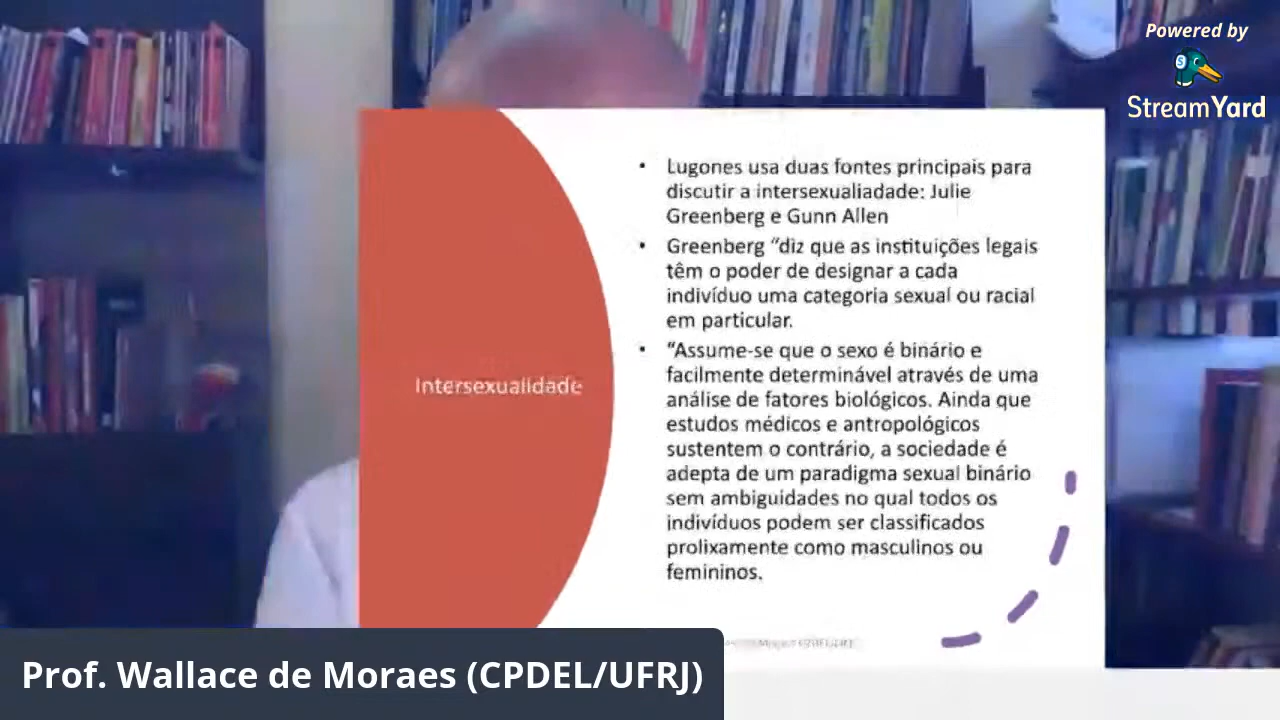 Powered by
StreamYard
• Lugones usa duas fontes principais para
discutir a intersexualiadade: Julie
Greenberg e Gunn Allen
• Greenberg “diz que as instituições legais
têm o poder de designar a cada
indivíduo uma categoria sexual ou racial
em particular.
• “Assume-se que o sexo é binário e
facilmente determinável através de uma
análise de fatores biológicos. Ainda que
estudos médicos e antropológicos
sustentem o contrário, a sociedade é
adepta de um paradigma sexual binário
sem ambiguidades no qual todos os
indivíduos podem ser classificados
prolixamente como masculinos ou
femininos.
Intersexualidade
Prof. Wallace de Moraes (CPDEL/UFRJ)